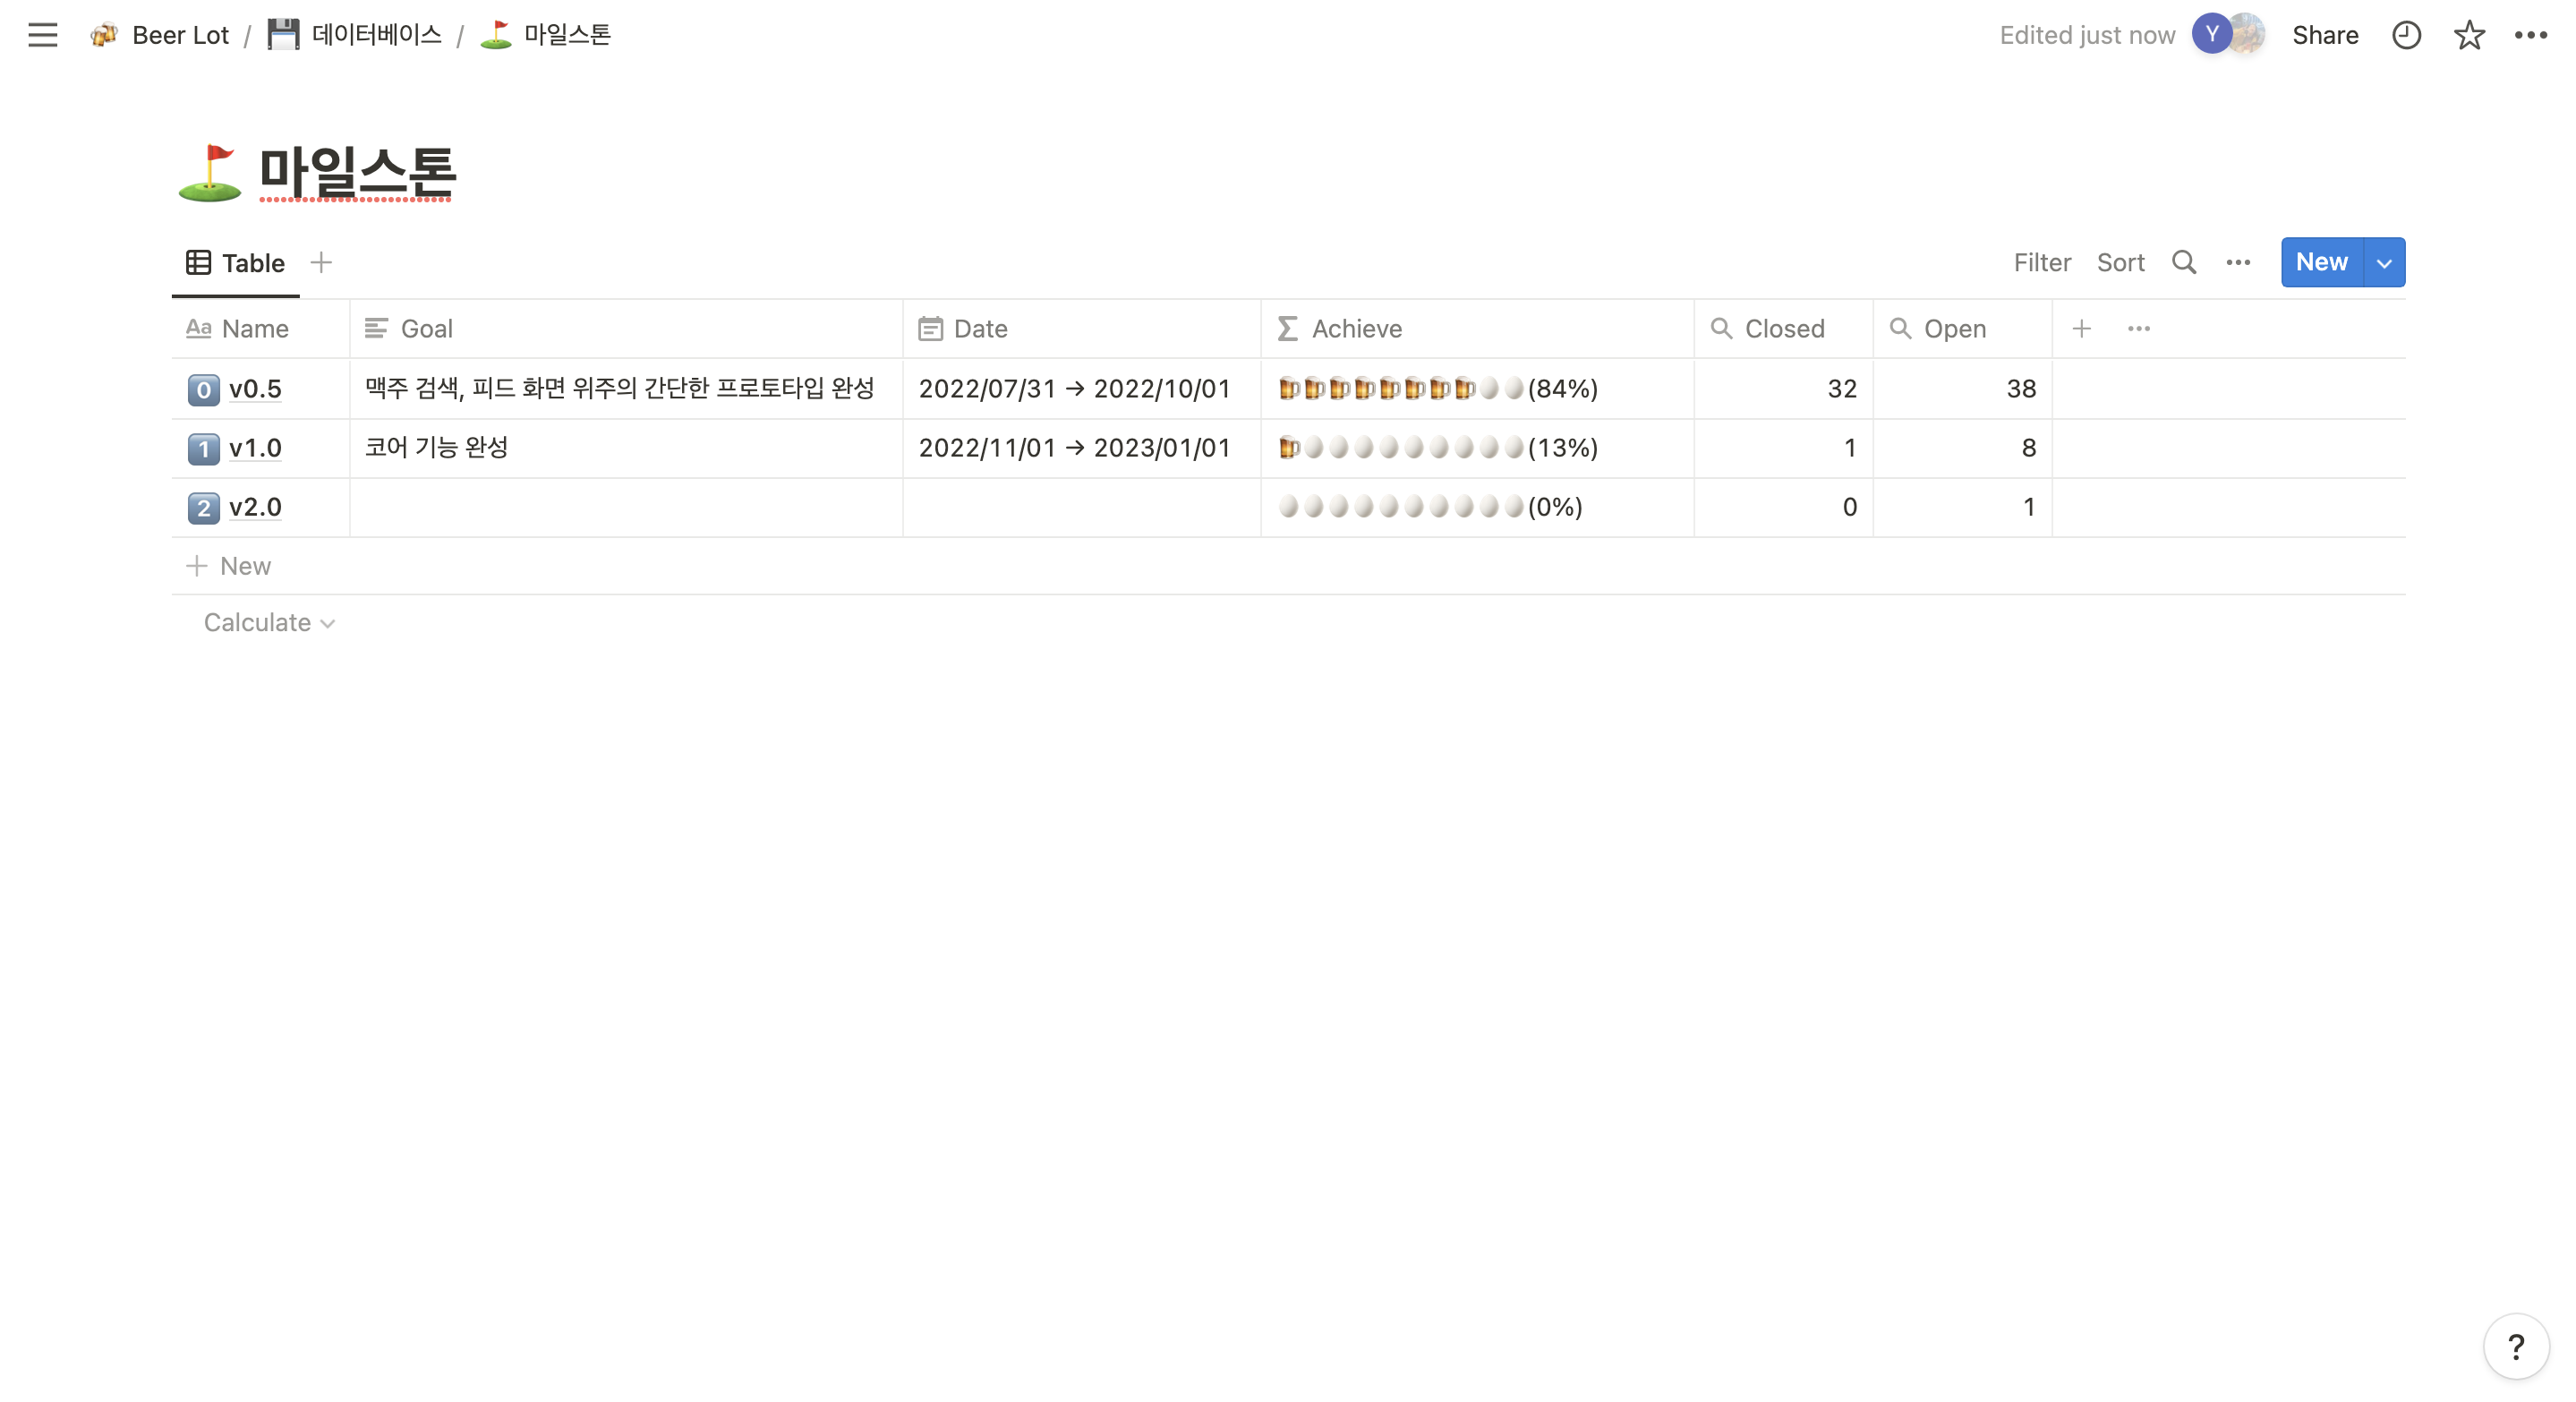 Beer Lot / 데이터베이스 / 마일스톤
Edited just now Y Share
마일스톤
Table
Filter Sort New
Aa Name Goal Date Σ Achieve Closed Open
0 v0.5 맥주 검색, 피드 화면 위주의 간단한 프로토타입 완성 2022/07/31 → 2022/10/01 🍺🍺🍺🍺🍺🍺🍺🍺🥚🥚(84%) 32 38
1 v1.0 코어 기능 완성 2022/11/01 → 2023/01/01 🍺🥚🥚🥚🥚🥚🥚🥚🥚🥚(13%) 1 8
2 v2.0 🥚🥚🥚🥚🥚🥚🥚🥚🥚🥚(0%) 0 1
+ New
Calculate
?